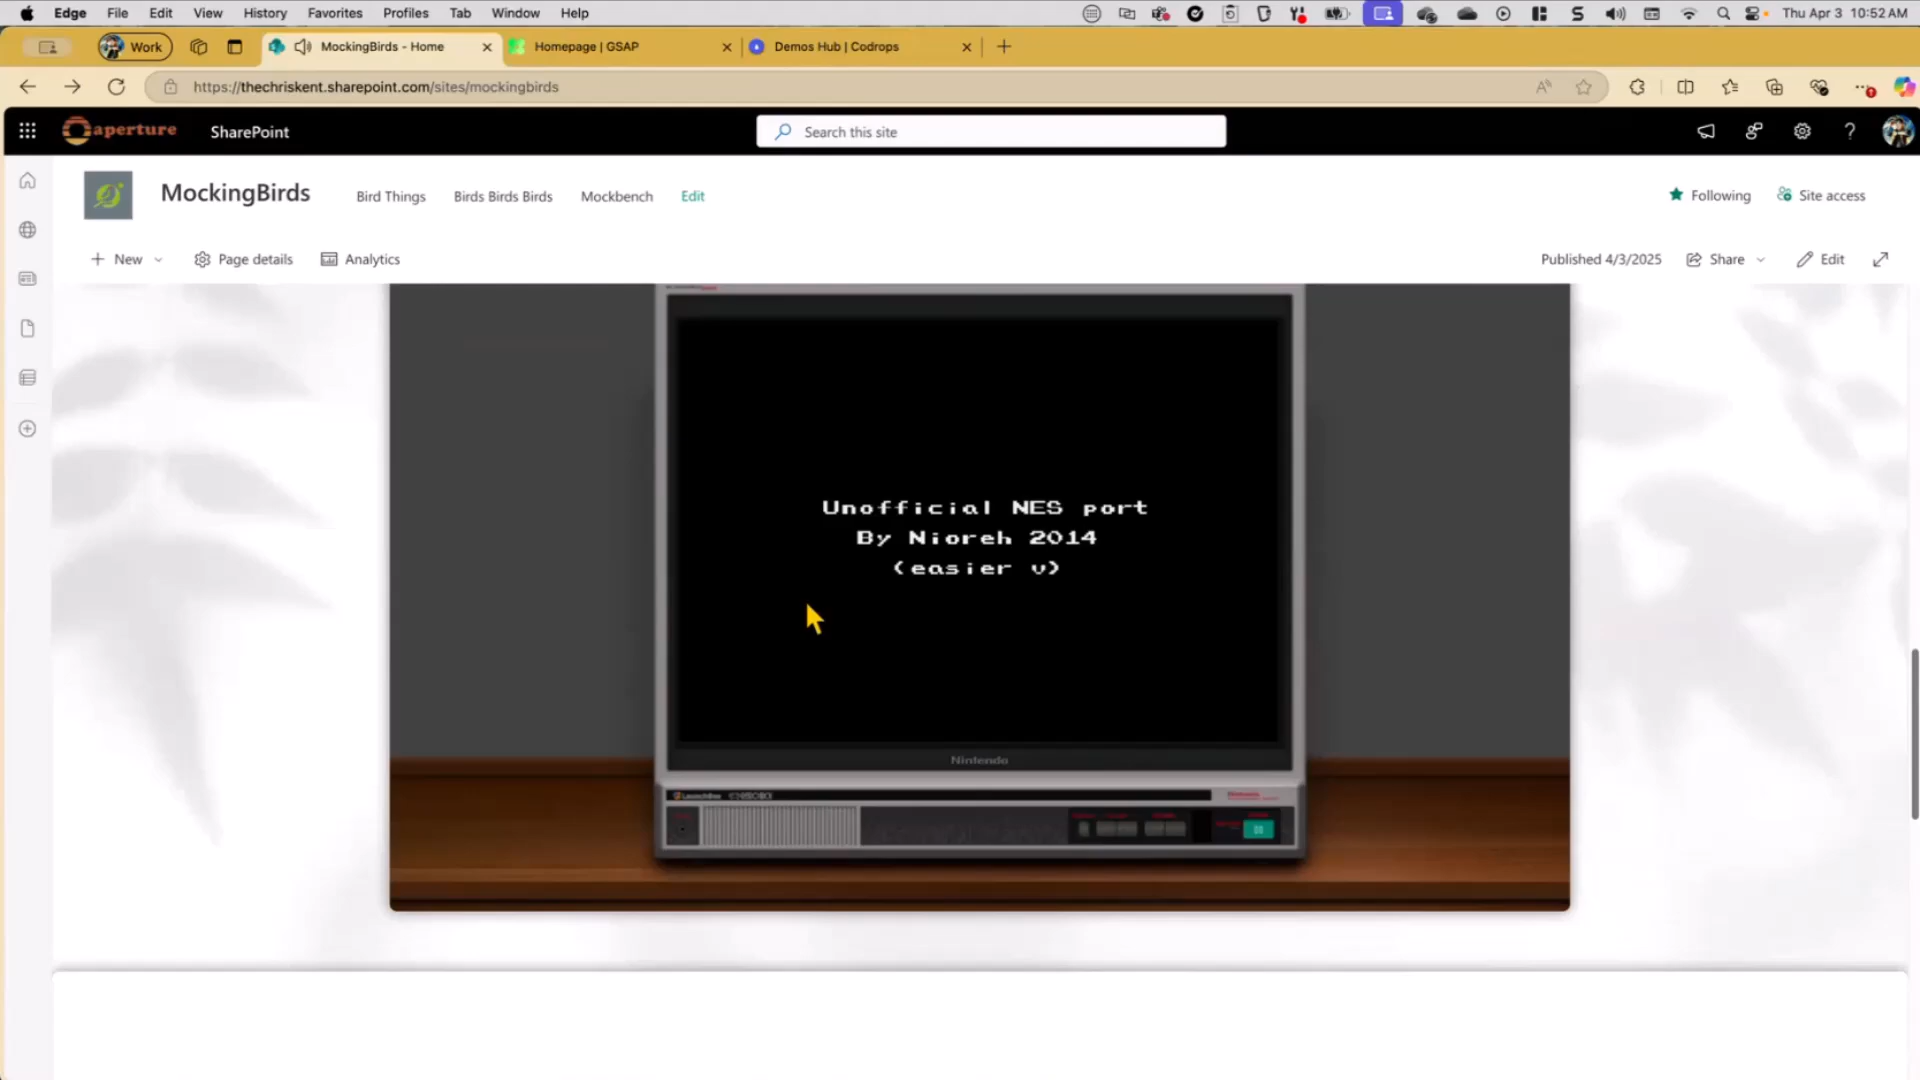 Edge File Edit View History Favorites Profiles Tab Window Help Thu Apr 3 10:52 AM
Work MockingBirds - Home Homepage | GSAP Demos Hub | Codrops
https://thechriskent.sharepoint.com/sites/mockingbirds
aperture SharePoint Search this site
MockingBirds Bird Things Birds Birds Birds Mockbench Edit Following Site access
New Page details Analytics Published 4/3/2025 Share Edit
Unofficial NES port
By Nioreh 2014
(easier v)
Nintendo